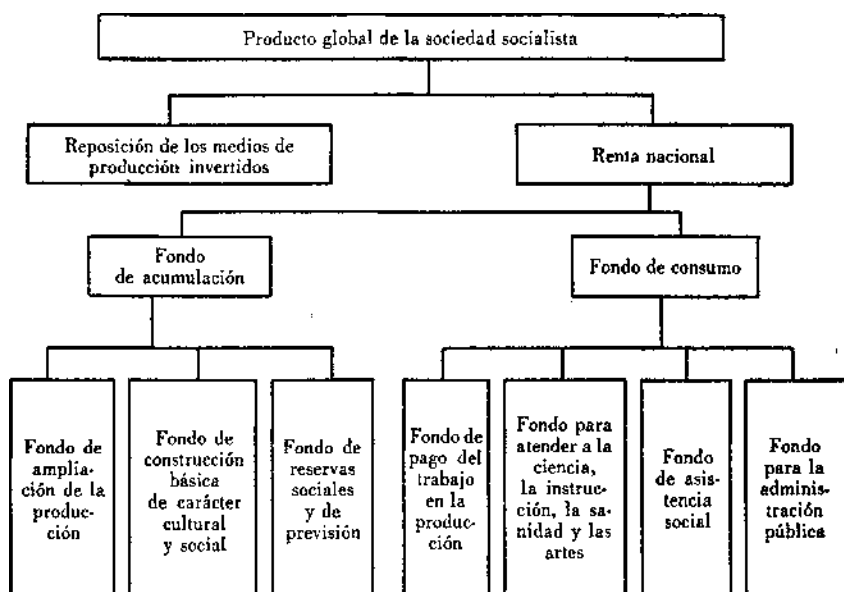 Producto global de la sociedad socialista
Reposición de los medios de
producción invertidos
Renta nacional
Fondo
de acumulación
Fondo de consumo
Fondo de
amplia-
ción de la
produc-
ción
Fondo de
construcción
básica
de carácter
cultural
y social
Fondo de
reservas
sociales
y de
previsión
Fondo de
pago del
trabajo
en la
produc-
ción
Fondo para
atender a la
ciencia,
la instruc-
ción, la sa-
nidad y las
artes
Fondo
de asis-
tencia
social
Fondo
para la
adminis-
tración
pública